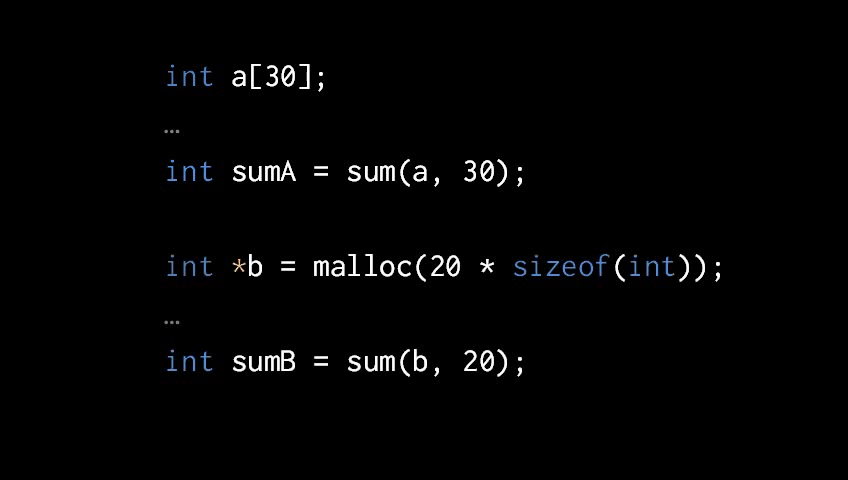 int a[30];
…
int sumA = sum(a, 30);
int *b = malloc(20 * sizeof(int));
…
int sumB = sum(b, 20);